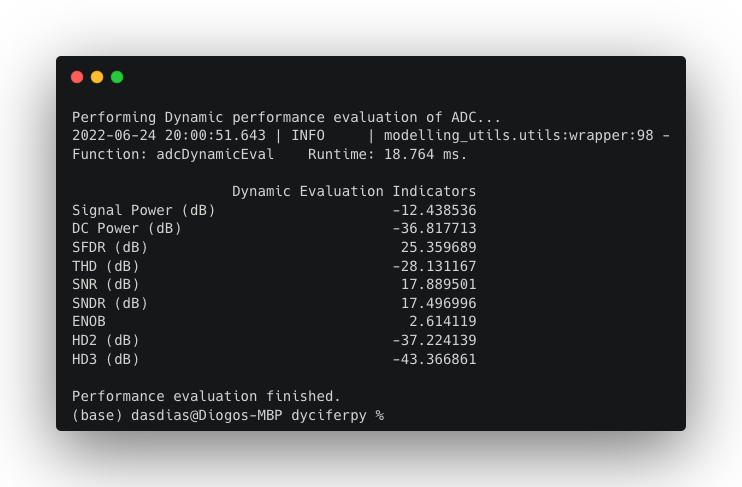 Performing Dynamic performance evaluation of ADC...
2022-06-24 20:00:51.643 | INFO     | modelling_utils.utils:wrapper:98 -
Function: adcDynamicEval    Runtime: 18.764 ms.
Dynamic Evaluation Indicators
Signal Power (dB)                     -12.438536
DC Power (dB)                         -36.817713
SFDR (dB)                              25.359689
THD (dB)                              -28.131167
SNR (dB)                               17.889501
SNDR (dB)                              17.496996
ENOB                                    2.614119
HD2 (dB)                              -37.224139
HD3 (dB)                              -43.366861
Performance evaluation finished.
(base) dasdias@Diogos-MBP dyciferpy %